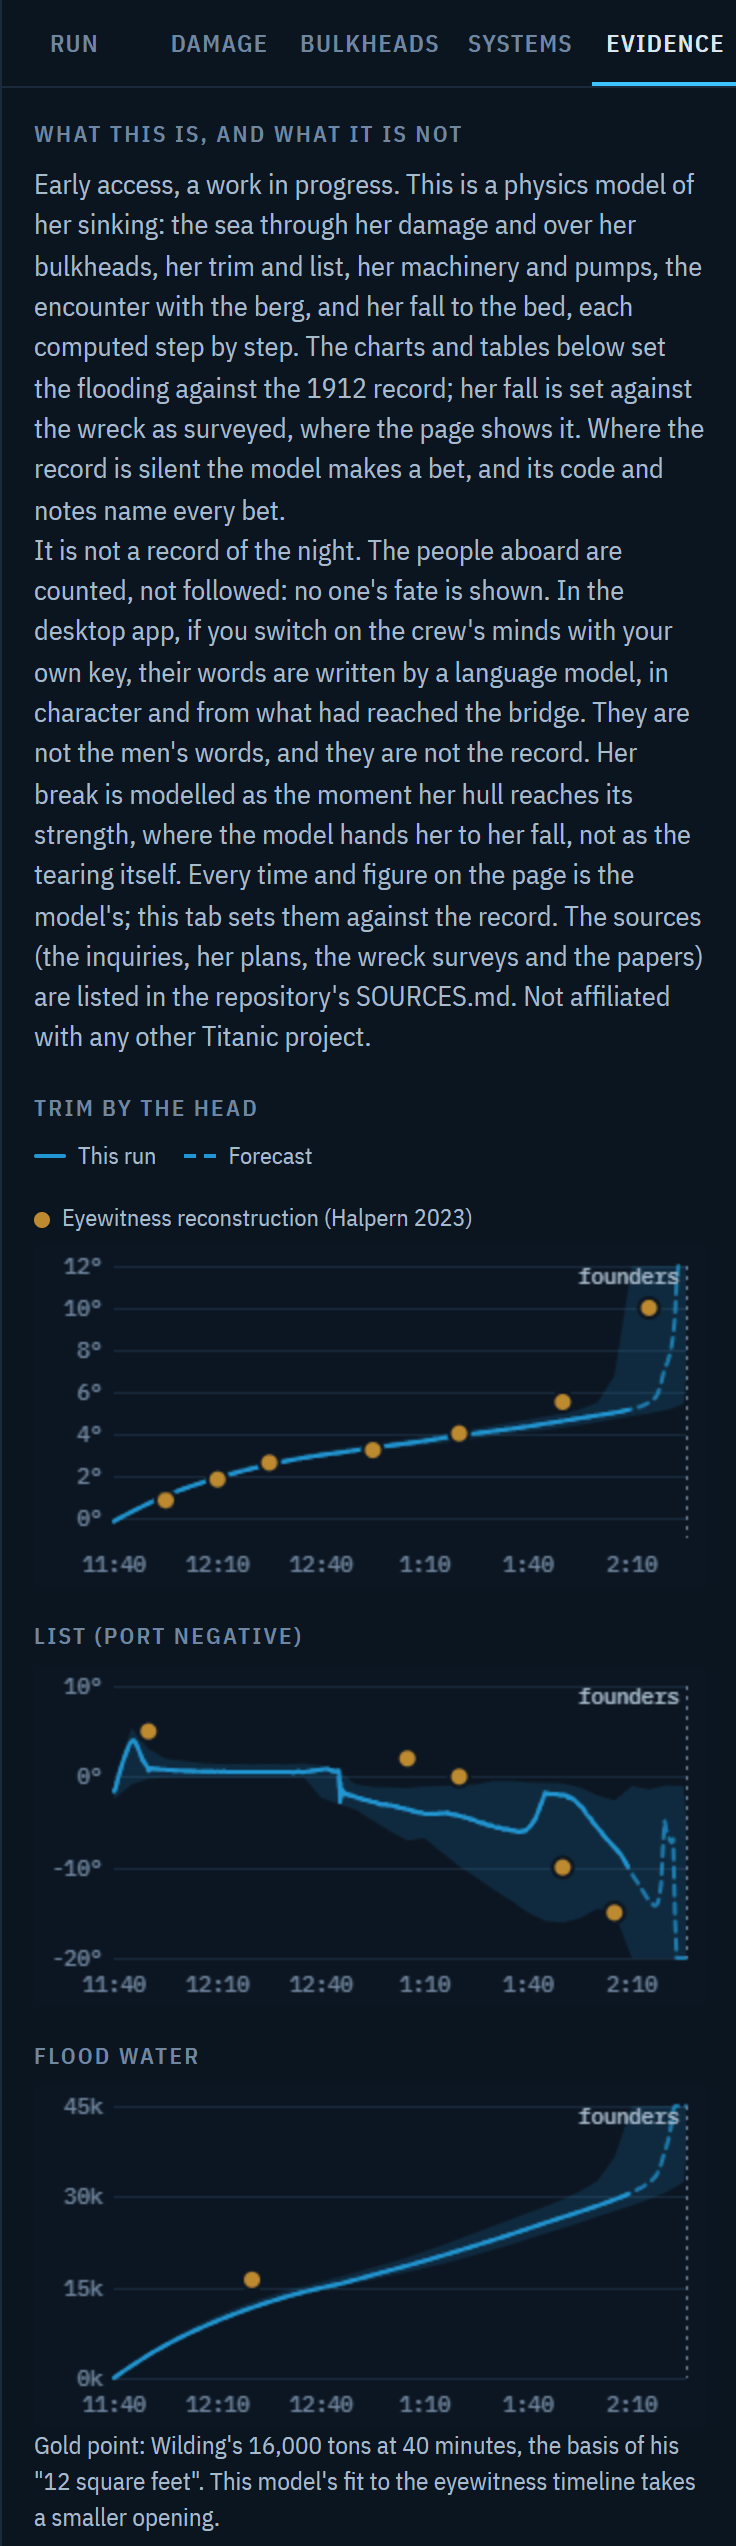 RUN DAMAGE BULKHEADS SYSTEMS EVIDENCE
WHAT THIS IS, AND WHAT IT IS NOT
Early access, a work in progress. This is a physics model of
her sinking: the sea through her damage and over her
bulkheads, her trim and list, her machinery and pumps, the
encounter with the berg, and her fall to the bed, each
computed step by step. The charts and tables below set
the flooding against the 1912 record; her fall is set against
the wreck as surveyed, where the page shows it. Where the
record is silent the model makes a bet, and its code and
notes name every bet.
It is not a record of the night. The people aboard are
counted, not followed: no one's fate is shown. In the
desktop app, if you switch on the crew's minds with your
own key, their words are written by a language model, in
character and from what had reached the bridge. They are
not the men's words, and they are not the record. Her
break is modelled as the moment her hull reaches its
strength, where the model hands her to her fall, not as the
tearing itself. Every time and figure on the page is the
model's; this tab sets them against the record. The sources
(the inquiries, her plans, the wreck surveys and the papers)
are listed in the repository's SOURCES.md. Not affiliated
with any other Titanic project.
TRIM BY THE HEAD
This run Forecast
Eyewitness reconstruction (Halpern 2023)
12°
founders
10°
8°
6°
4°
2°
0°
11:40 12:10 12:40 1:10 1:40 2:10
LIST (PORT NEGATIVE)
10°
founders
0°
-10°
-20°
11:40 12:10 12:40 1:10 1:40 2:10
FLOOD WATER
45k
founders
30k
15k
0k
11:40 12:10 12:40 1:10 1:40 2:10
Gold point: Wilding's 16,000 tons at 40 minutes, the basis of his
"12 square feet". This model's fit to the eyewitness timeline takes
a smaller opening.